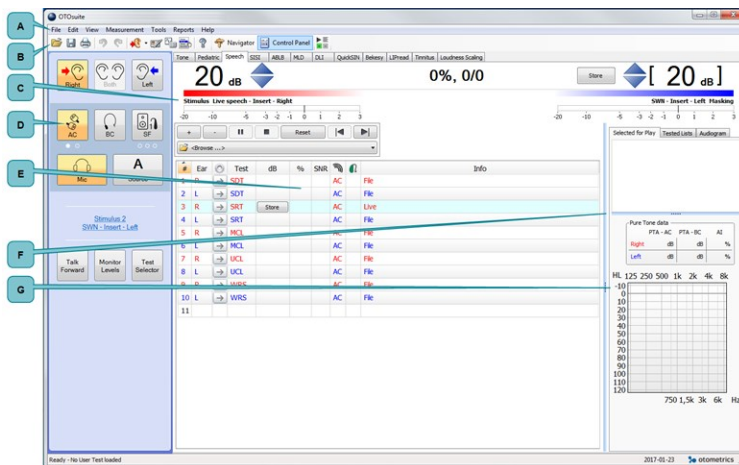 OTOsuite
A
File Edit View Measurement Tools Reports Help
B
Navigator Control Panel
Tone Pediatric Speech SISI ABLB MLD DLI QuickSIN Bekesy LIPread Tinnitus Loudness Scaling
Right Both Left
20 dB
0%, 0/0
Store
[ 20 dB ]
C
Stimulus Live speech - Insert - Right
SWN - Insert - Left Masking
-20 -10 -5 -3 -2 -1 0 1 2 3
-20 -10 -5 -3 -2 -1 0 1 2 3
D
AC BC SF
+ - Reset
Selected for Play Tested Lists Audiogram
<Browse ...>
Mic A
E
# Ear Test dB % SNR Info
1 SDT AC File
2 L SDT AC File
3 R SRT Store AC Live
4 L SRT AC File
5 R MCL AC File
6 L MCL AC File
7 R UCL AC File
8 L UCL AC File
9 R WRS AC File
10 L WRS AC File
11
Stimulus 2
SWN - Insert - Left
F
Talk Forward
Monitor Levels
Test Selector
Pure Tone data
PTA - AC PTA - BC AI
Right dB dB %
Left dB dB %
G
HL 125 250 500 1k 2k 4k 8k
-10
0
10
20
30
40
50
60
70
80
90
100
110
120
750 1,5k 3k 6k Hz
Ready - No User Test loaded
2017-01-23
otometrics